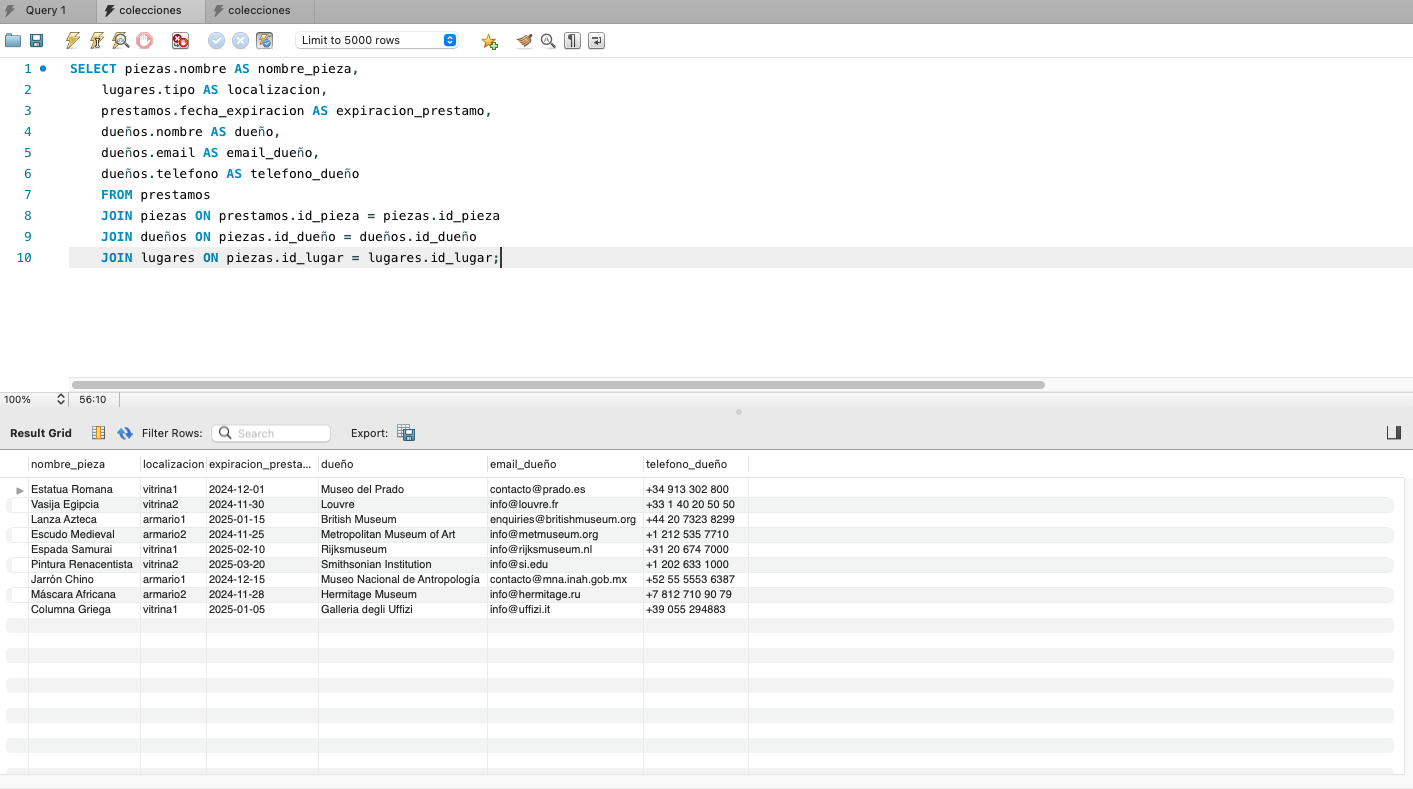 Query 1 colecciones colecciones
Limit to 5000 rows
1 SELECT piezas.nombre AS nombre_pieza,
2 lugares.tipo AS localizacion,
3 prestamos.fecha_expiracion AS expiracion_prestamo,
4 dueños.nombre AS dueño,
5 dueños.email AS email_dueño,
6 dueños.telefono AS telefono_dueño
7 FROM prestamos
8 JOIN piezas ON prestamos.id_pieza = piezas.id_pieza
9 JOIN dueños ON piezas.id_dueño = dueños.id_dueño
10 JOIN lugares ON piezas.id_lugar = lugares.id_lugar;
100% 56:10
Result Grid Filter Rows: Search Export:
nombre_pieza localizacion expiracion_presta... dueño email_dueño telefono_dueño
Estatua Romana vitrina1 2024-12-01 Museo del Prado contacto@prado.es +34 913 302 800
Vasija Egipcia vitrina2 2024-11-30 Louvre info@louvre.fr +33 1 40 20 50 50
Lanza Azteca armario1 2025-01-15 British Museum enquiries@britishmuseum.org +44 20 7323 8299
Escudo Medieval armario2 2024-11-25 Metropolitan Museum of Art info@metmuseum.org +1 212 535 7710
Espada Samurai vitrina1 2025-02-10 Rijksmuseum info@rijksmuseum.nl +31 20 674 7000
Pintura Renacentista vitrina2 2025-03-20 Smithsonian Institution info@si.edu +1 202 633 1000
Jarrón Chino armario1 2024-12-15 Museo Nacional de Antropología contacto@mna.inah.gob.mx +52 55 5553 6387
Máscara Africana armario2 2024-11-28 Hermitage Museum info@hermitage.ru +7 812 710 90 79
Columna Griega vitrina1 2025-01-05 Galleria degli Uffizi info@uffizi.it +39 055 294883